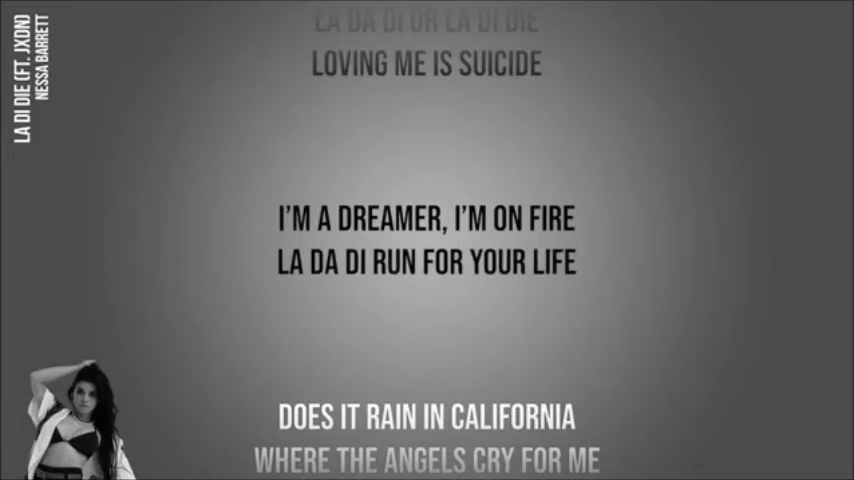 LA DI DIE (FT. JXDN)
NESSA BARRETT
LA DA DI OR LA DI DIE
LOVING ME IS SUICIDE
I'M A DREAMER, I'M ON FIRE
LA DA DI RUN FOR YOUR LIFE
DOES IT RAIN IN CALIFORNIA
WHERE THE ANGELS CRY FOR ME